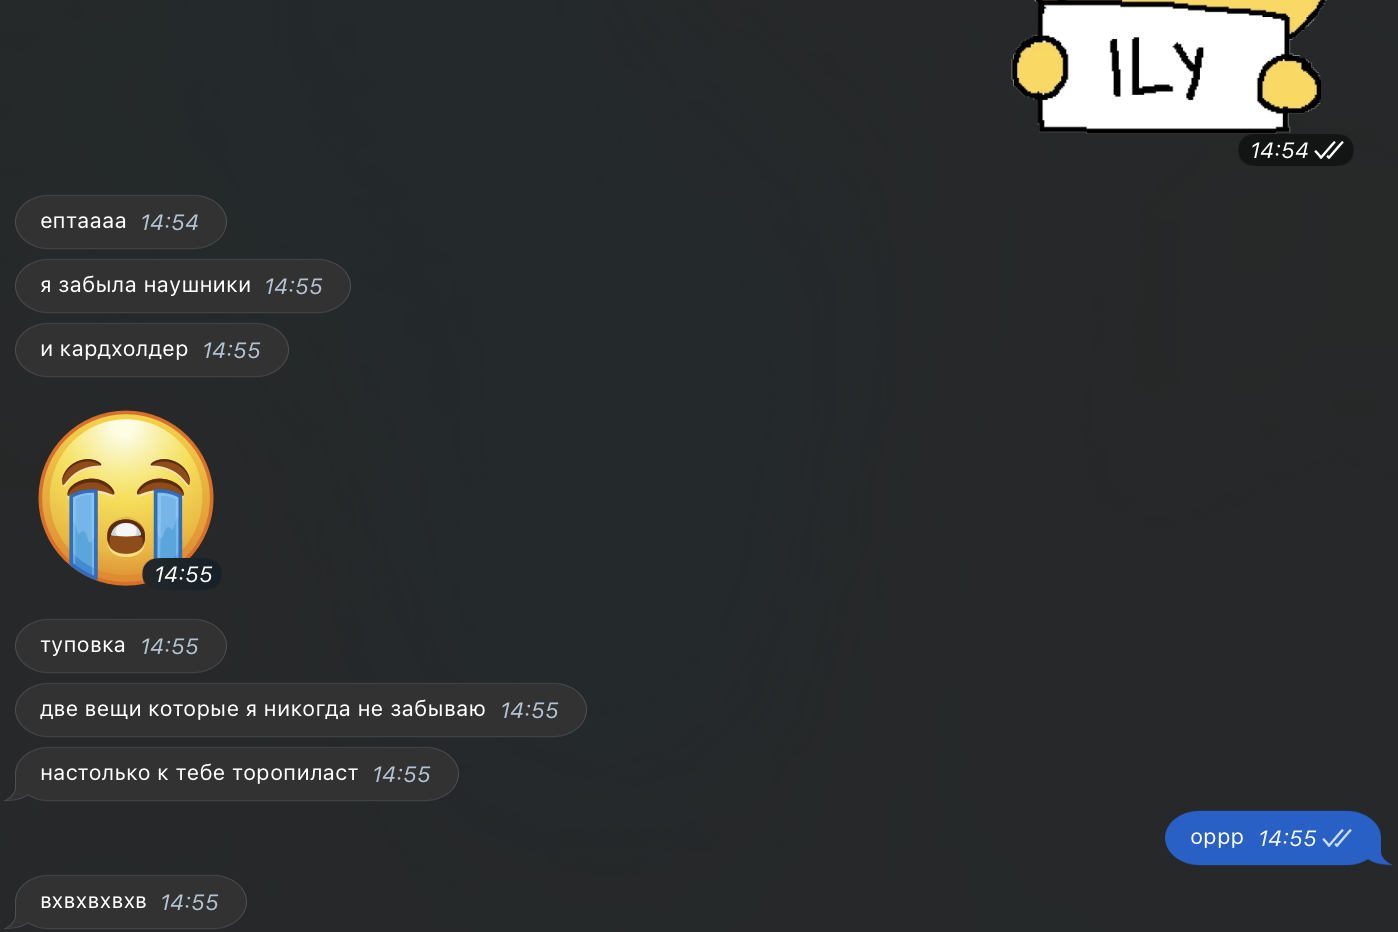 ILY
14:54
ептаааа 14:54
я забыла наушники 14:55
и кардхолдер 14:55
14:55
туповка 14:55
две вещи которые я никогда не забываю 14:55
настолько к тебе торопиласт 14:55
оррр 14:55
вхвхвхвхв 14:55